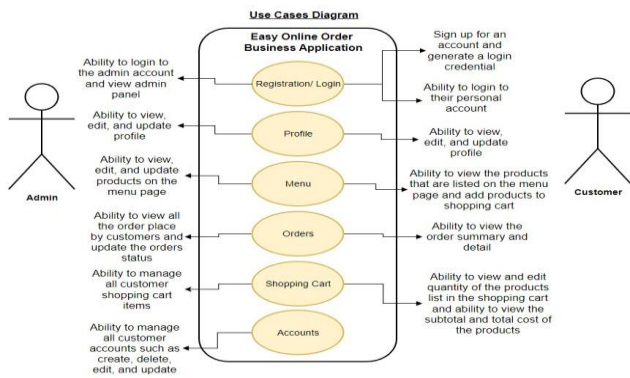 Use Cases Diagram
Easy Online Order
Business Application
Ability to login to
the admin account
and view admin
panel
Registration/ Login
Sign up for an
account and
generate a login
credential
Ability to login to
their personal
account
Ability to view,
edit, and update
profile
Profile
Ability to view,
edit, and update
profile
Admin
Customer
Ability to view,
edit, and update
products on the
menu page
Menu
Ability to view the products
that are listed on the menu
page and add products to
shopping cart
Ability to view all
the order place
by customers and
update the orders
status
Orders
Ability to view the
order summary and
detail
Ability to manage
all customer
shopping cart
items
Shopping Cart
Ability to view and edit
quantity of the products
list in the shopping cart
and ability to view the
subtotal and total cost of
the products
Ability to manage
all customer
accounts such as
create, delete,
edit, and update
Accounts